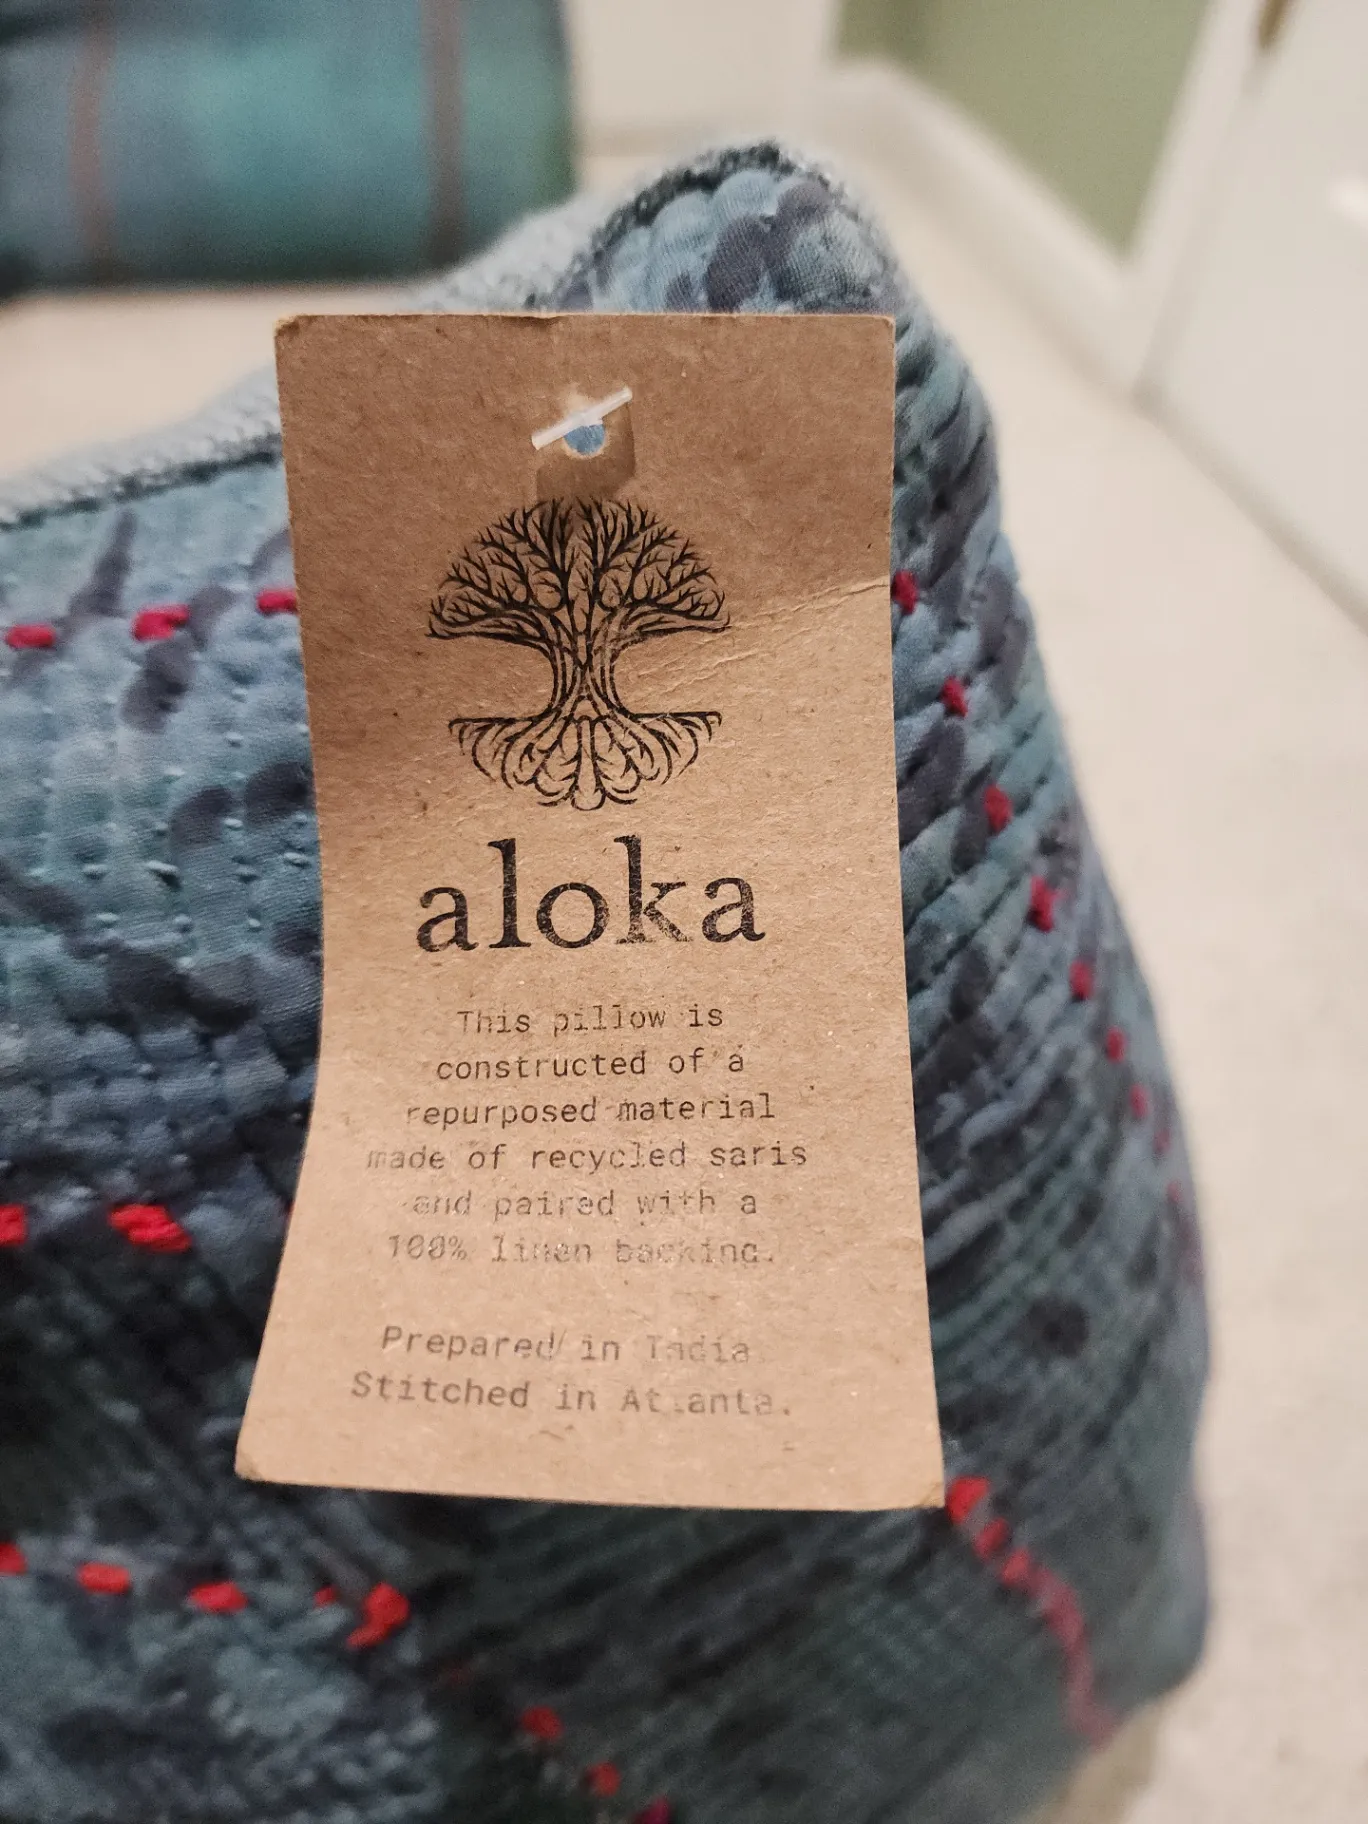 aloka
This pillow is
constructed of a
repurposed material
made of recycled saris
and paired with a
100% linen backing.
Prepared in India
Stitched in Atlanta.